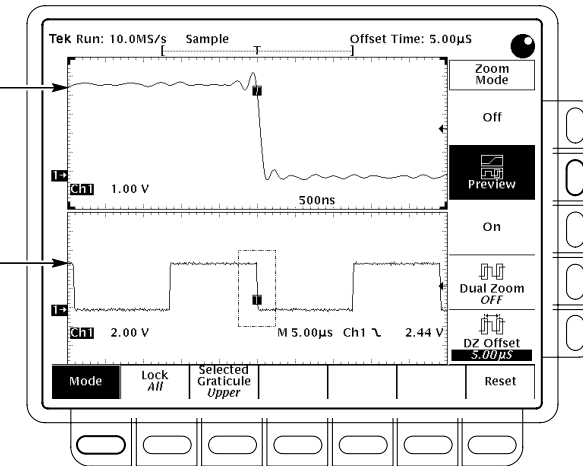 Tek Run: 10.0MS/s Sample Offset Time: 5.00µS
T
Zoom
Mode
Off
Preview
On
Dual Zoom
OFF
DZ Offset
5.00µS
1
Ch1 1.00 V
500ns
1
Ch1 2.00 V M 5.00µs Ch1 2.44 V
Mode
Lock
All
Selected
Graticule
Upper
Reset